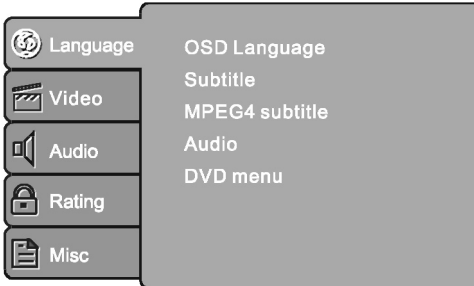 Language
Video
Audio
Rating
Misc
OSD Language
Subtitle
MPEG4 subtitle
Audio
DVD menu